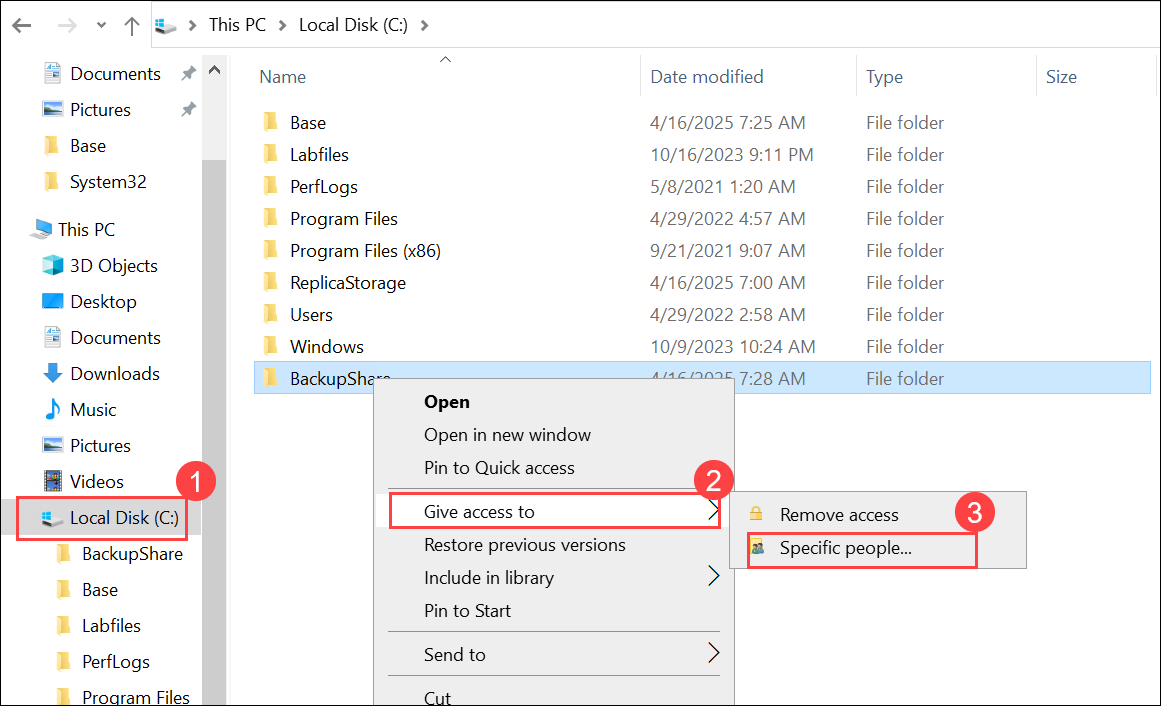 This PC > Local Disk (C:) >
Name Date modified Type Size
Documents
Pictures
Base
System32
This PC
3D Objects
Desktop
Documents
Downloads
Music
Pictures
Videos
1
Local Disk (C:)
BackupShare
Base
Labfiles
PerfLogs
Program Files
Base 4/16/2025 7:25 AM File folder
Labfiles 10/16/2023 9:11 PM File folder
PerfLogs 5/8/2021 1:20 AM File folder
Program Files 4/29/2022 4:57 AM File folder
Program Files (x86) 9/21/2021 9:07 AM File folder
ReplicaStorage 4/16/2025 7:00 AM File folder
Users 4/29/2022 2:58 AM File folder
Windows 10/9/2023 10:24 AM File folder
BackupShare 4/16/2025 7:28 AM File folder
Open
Open in new window
Pin to Quick access
2
Give access to
Restore previous versions
Include in library
Pin to Start
Send to
Cut
Remove access
3
Specific people...